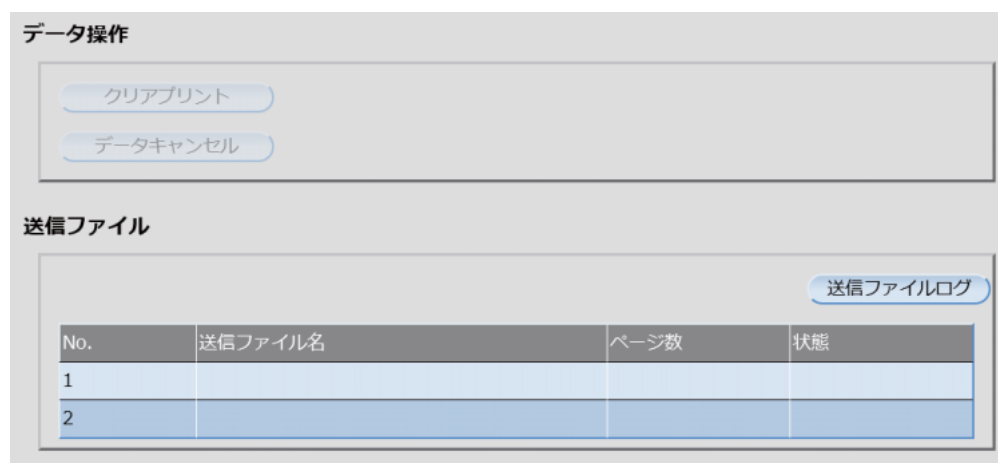 データ操作
クリアプリント
データキャンセル
送信ファイル
送信ファイルログ
No. 送信ファイル名 ページ数 状態
1
2